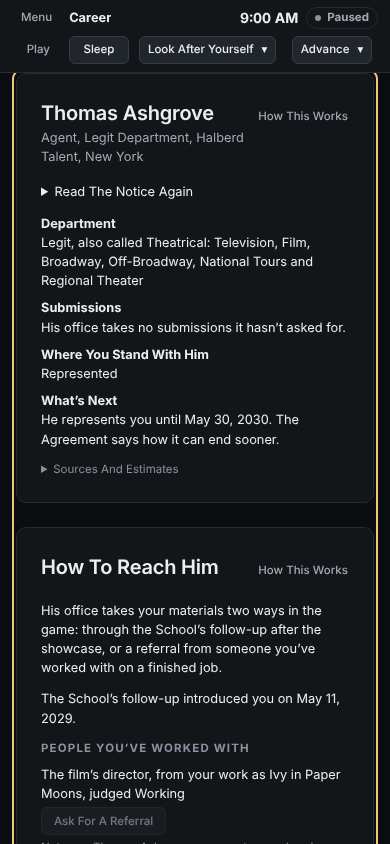 Menu Career 9:00 AM Paused
Play Sleep Look After Yourself ▾ Advance ▾
Thomas Ashgrove How This Works
Agent, Legit Department, Halberd
Talent, New York
▶ Read The Notice Again
Department
Legit, also called Theatrical: Television, Film,
Broadway, Off-Broadway, National Tours and
Regional Theater
Submissions
His office takes no submissions it hasn’t asked for.
Where You Stand With Him
Represented
What’s Next
He represents you until May 30, 2030. The
Agreement says how it can end sooner.
▶ Sources And Estimates
How To Reach Him How This Works
His office takes your materials two ways in the
game: through the School’s follow-up after the
showcase, or a referral from someone you’ve
worked with on a finished job.
The School’s follow-up introduced you on May 11,
2029.
PEOPLE YOU’VE WORKED WITH
The film’s director, from your work as Ivy in Paper
Moons, judged Working
Ask For A Referral